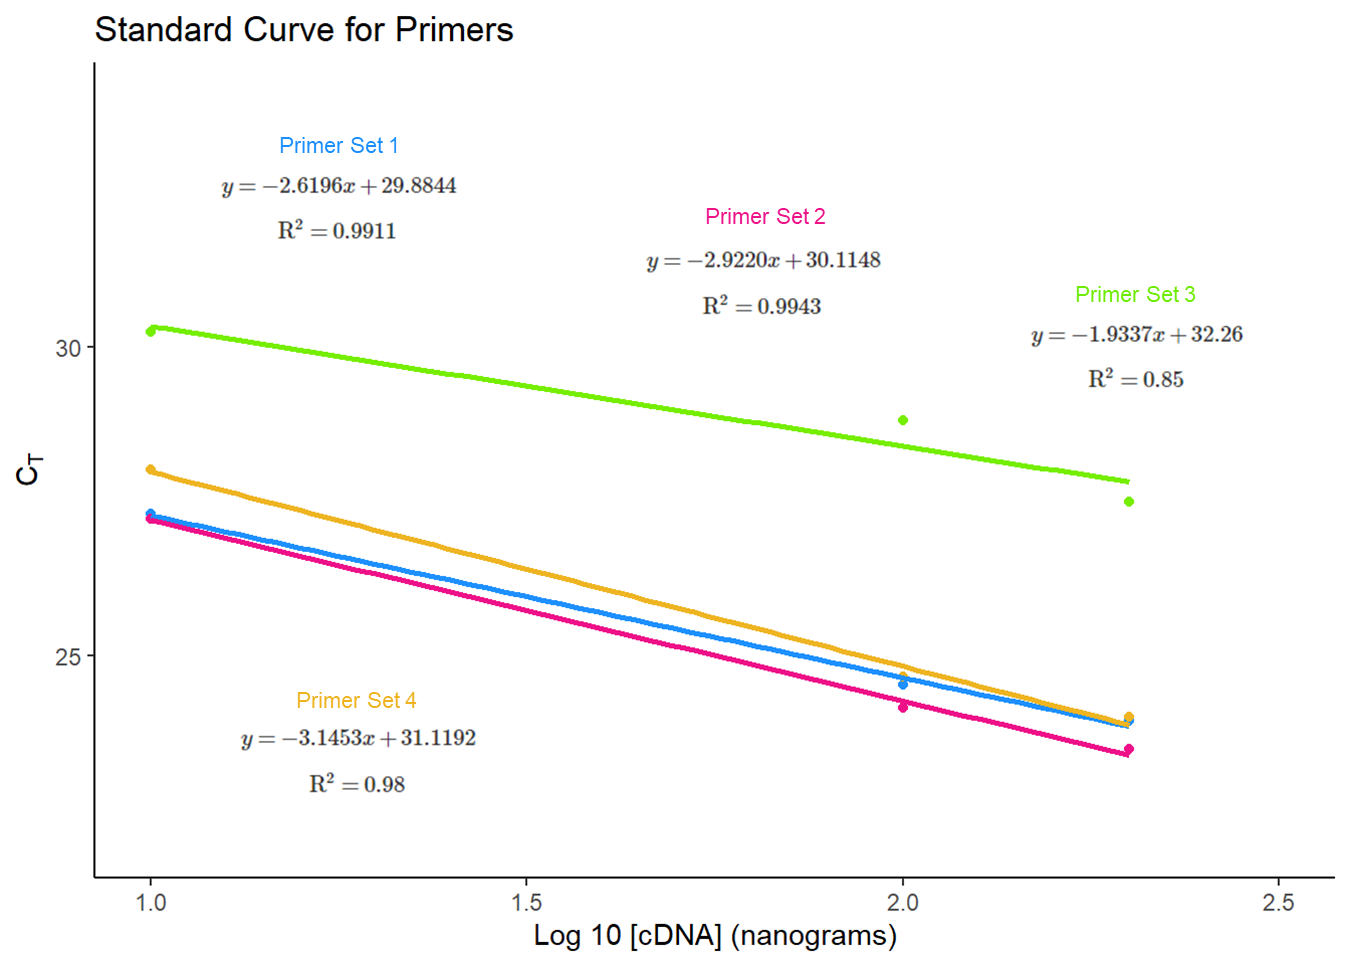 Standard Curve for Primers
Primer Set 1
y = −2.6196x + 29.8844
R² = 0.9911
Primer Set 2
y = −2.9220x + 30.1148
R² = 0.9943
Primer Set 3
y = −1.9337x + 32.26
R² = 0.85
30
25
C_T
Primer Set 4
y = −3.1453x + 31.1192
R² = 0.98
1.0 1.5 2.0 2.5
Log 10 [cDNA] (nanograms)